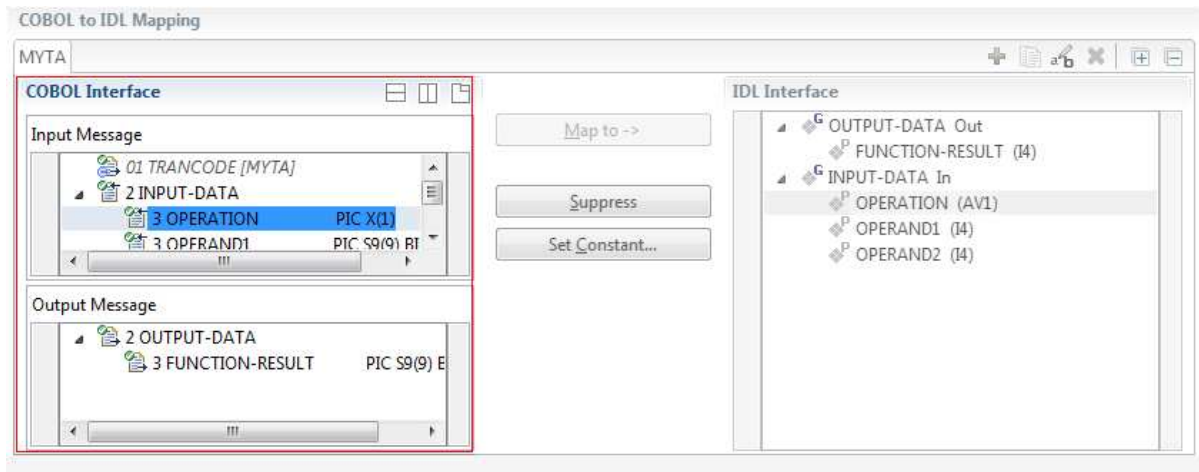 COBOL to IDL Mapping
MYTA
COBOL Interface
Input Message
01 TRANCODE [MYTA]
2 INPUT-DATA
3 OPERATION PIC X(1)
3 OPERAND1 PIC S9(9) BI
Output Message
2 OUTPUT-DATA
3 FUNCTION-RESULT PIC S9(9) B
Map to ->
Suppress
Set Constant...
IDL Interface
OUTPUT-DATA Out
FUNCTION-RESULT (I4)
INPUT-DATA In
OPERATION (AV1)
OPERAND1 (I4)
OPERAND2 (I4)